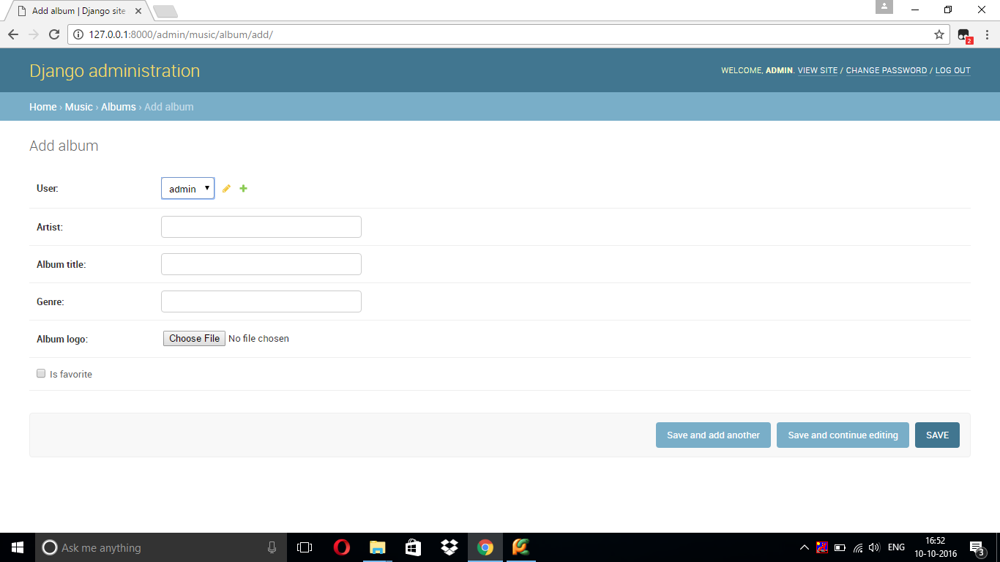 Add album | Django site
127.0.0.1:8000/admin/music/album/add/
2
Django administration
WELCOME, ADMIN. VIEW SITE / CHANGE PASSWORD / LOG OUT
Home › Music › Albums › Add album
Add album
User: admin
Artist:
Album title:
Genre:
Album logo: Choose File No file chosen
Is favorite
Save and add another Save and continue editing SAVE
Ask me anything
ENG
16:52
10-10-2016
3